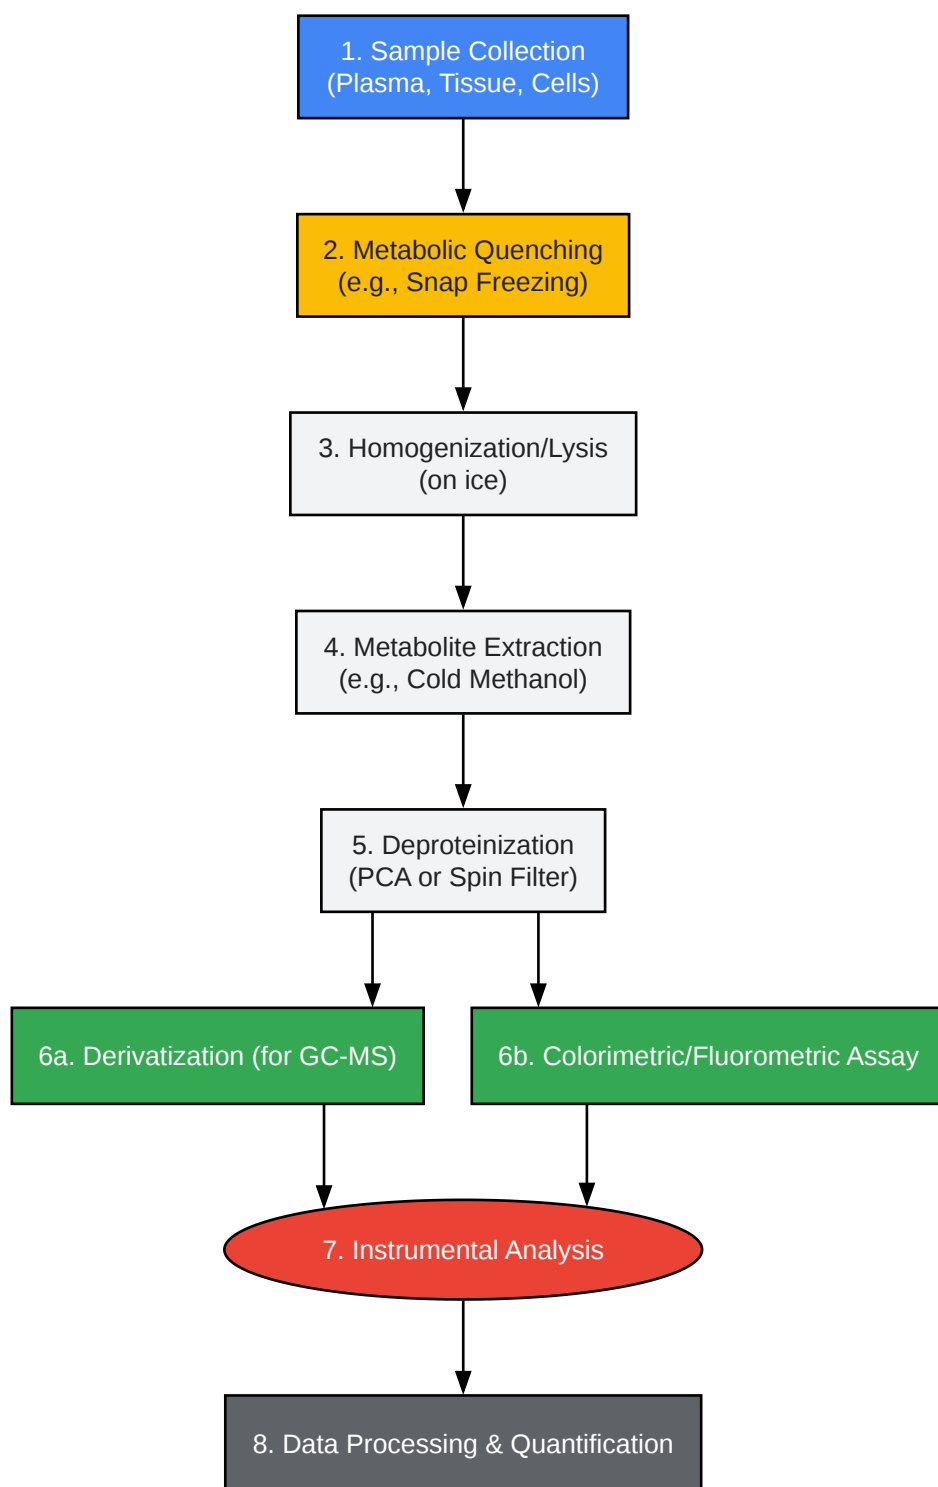 1. Sample Collection
(Plasma, Tissue, Cells)
2. Metabolic Quenching
(e.g., Snap Freezing)
3. Homogenization/Lysis
(on ice)
4. Metabolite Extraction
(e.g., Cold Methanol)
5. Deproteinization
(PCA or Spin Filter)
6a. Derivatization (for GC-MS)
6b. Colorimetric/Fluorometric Assay
7. Instrumental Analysis
8. Data Processing & Quantification